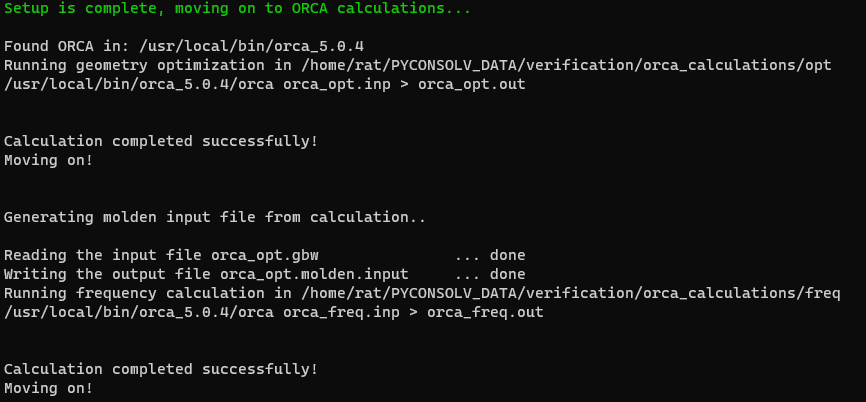 Setup is complete, moving on to ORCA calculations...
Found ORCA in: /usr/local/bin/orca_5.0.4
Running geometry optimization in /home/rat/PYCONSOLV_DATA/verification/orca_calculations/opt
/usr/local/bin/orca_5.0.4/orca orca_opt.inp > orca_opt.out
Calculation completed successfully!
Moving on!
Generating molden input file from calculation..
Reading the input file orca_opt.gbw               ... done
Writing the output file orca_opt.molden.input     ... done
Running frequency calculation in /home/rat/PYCONSOLV_DATA/verification/orca_calculations/freq
/usr/local/bin/orca_5.0.4/orca orca_freq.inp > orca_freq.out
Calculation completed successfully!
Moving on!